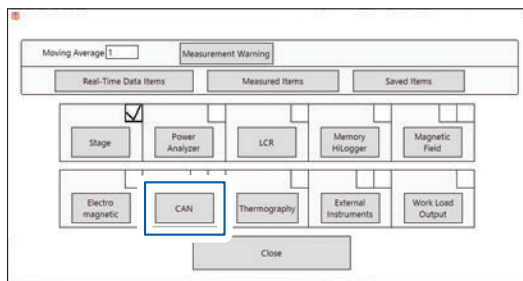 Moving Average 1 Measurement Warning
Real-Time Data Items Measured Items Saved Items
Stage Power Analyzer LCR Memory HiLogger Magnetic Field
Electro magnetic CAN Thermography External Instruments Work Load Output
Close